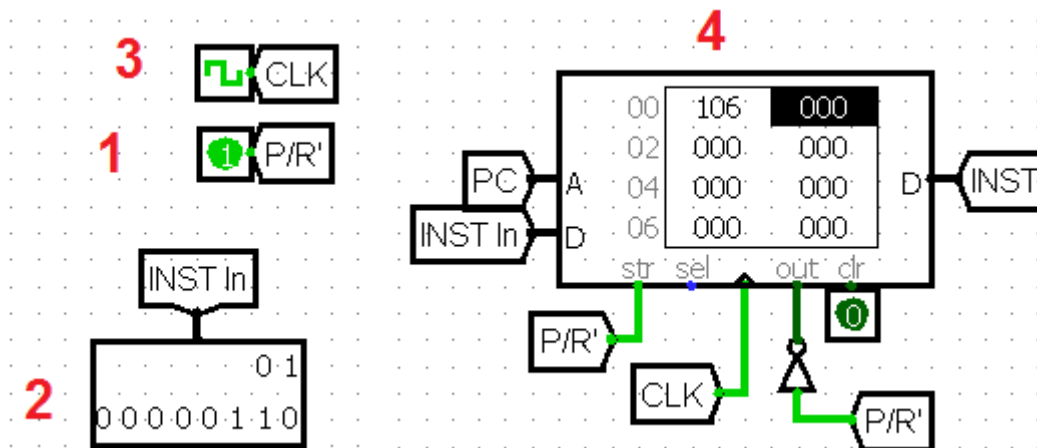 3
CLK
1
1 P/R'
INST In
2
0 1
0 0 0 0 0 1 1 0
4
PC
INST In
A
D
00 106 000
02 000 000
04 000 000
06 000 000
D
INST
str sel out clr
0
P/R'
CLK
P/R'